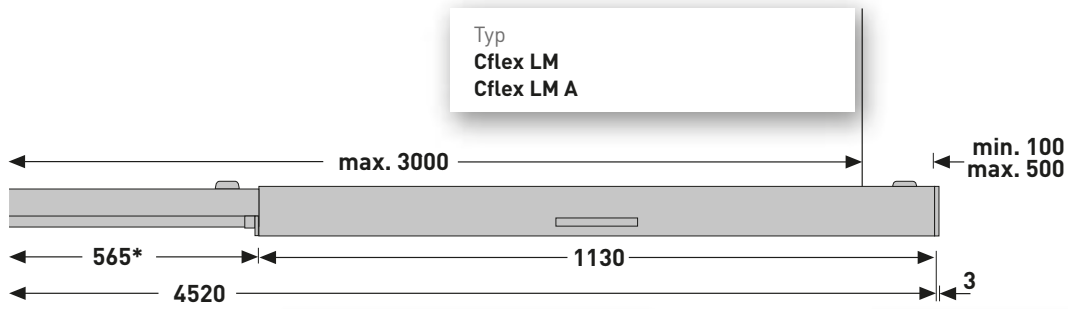 Typ
Cflex LM
Cflex LM A
max. 3000
min. 100
max. 500
565*
1130
4520
3